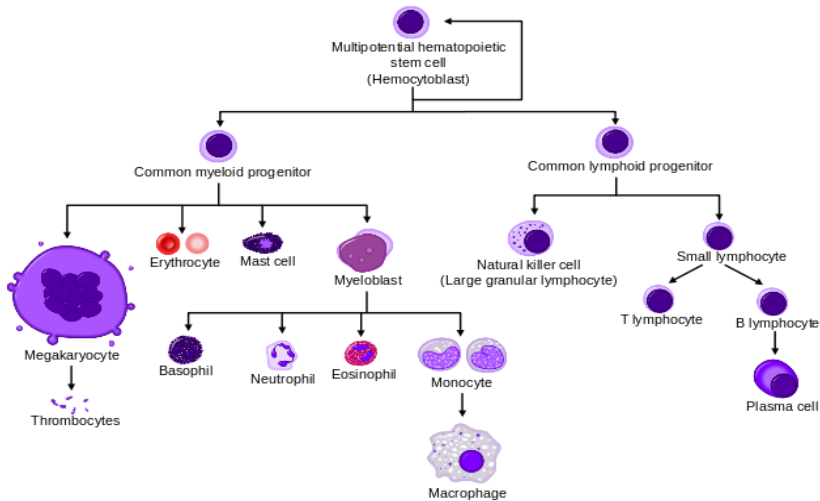 Multipotential hematopoietic
stem cell
(Hemocytoblast)
Common myeloid progenitor
Common lymphoid progenitor
Erythrocyte
Mast cell
Myeloblast
Natural killer cell
(Large granular lymphocyte)
Small lymphocyte
T lymphocyte
B lymphocyte
Megakaryocyte
Basophil
Neutrophil
Eosinophil
Monocyte
Plasma cell
Thrombocytes
Macrophage